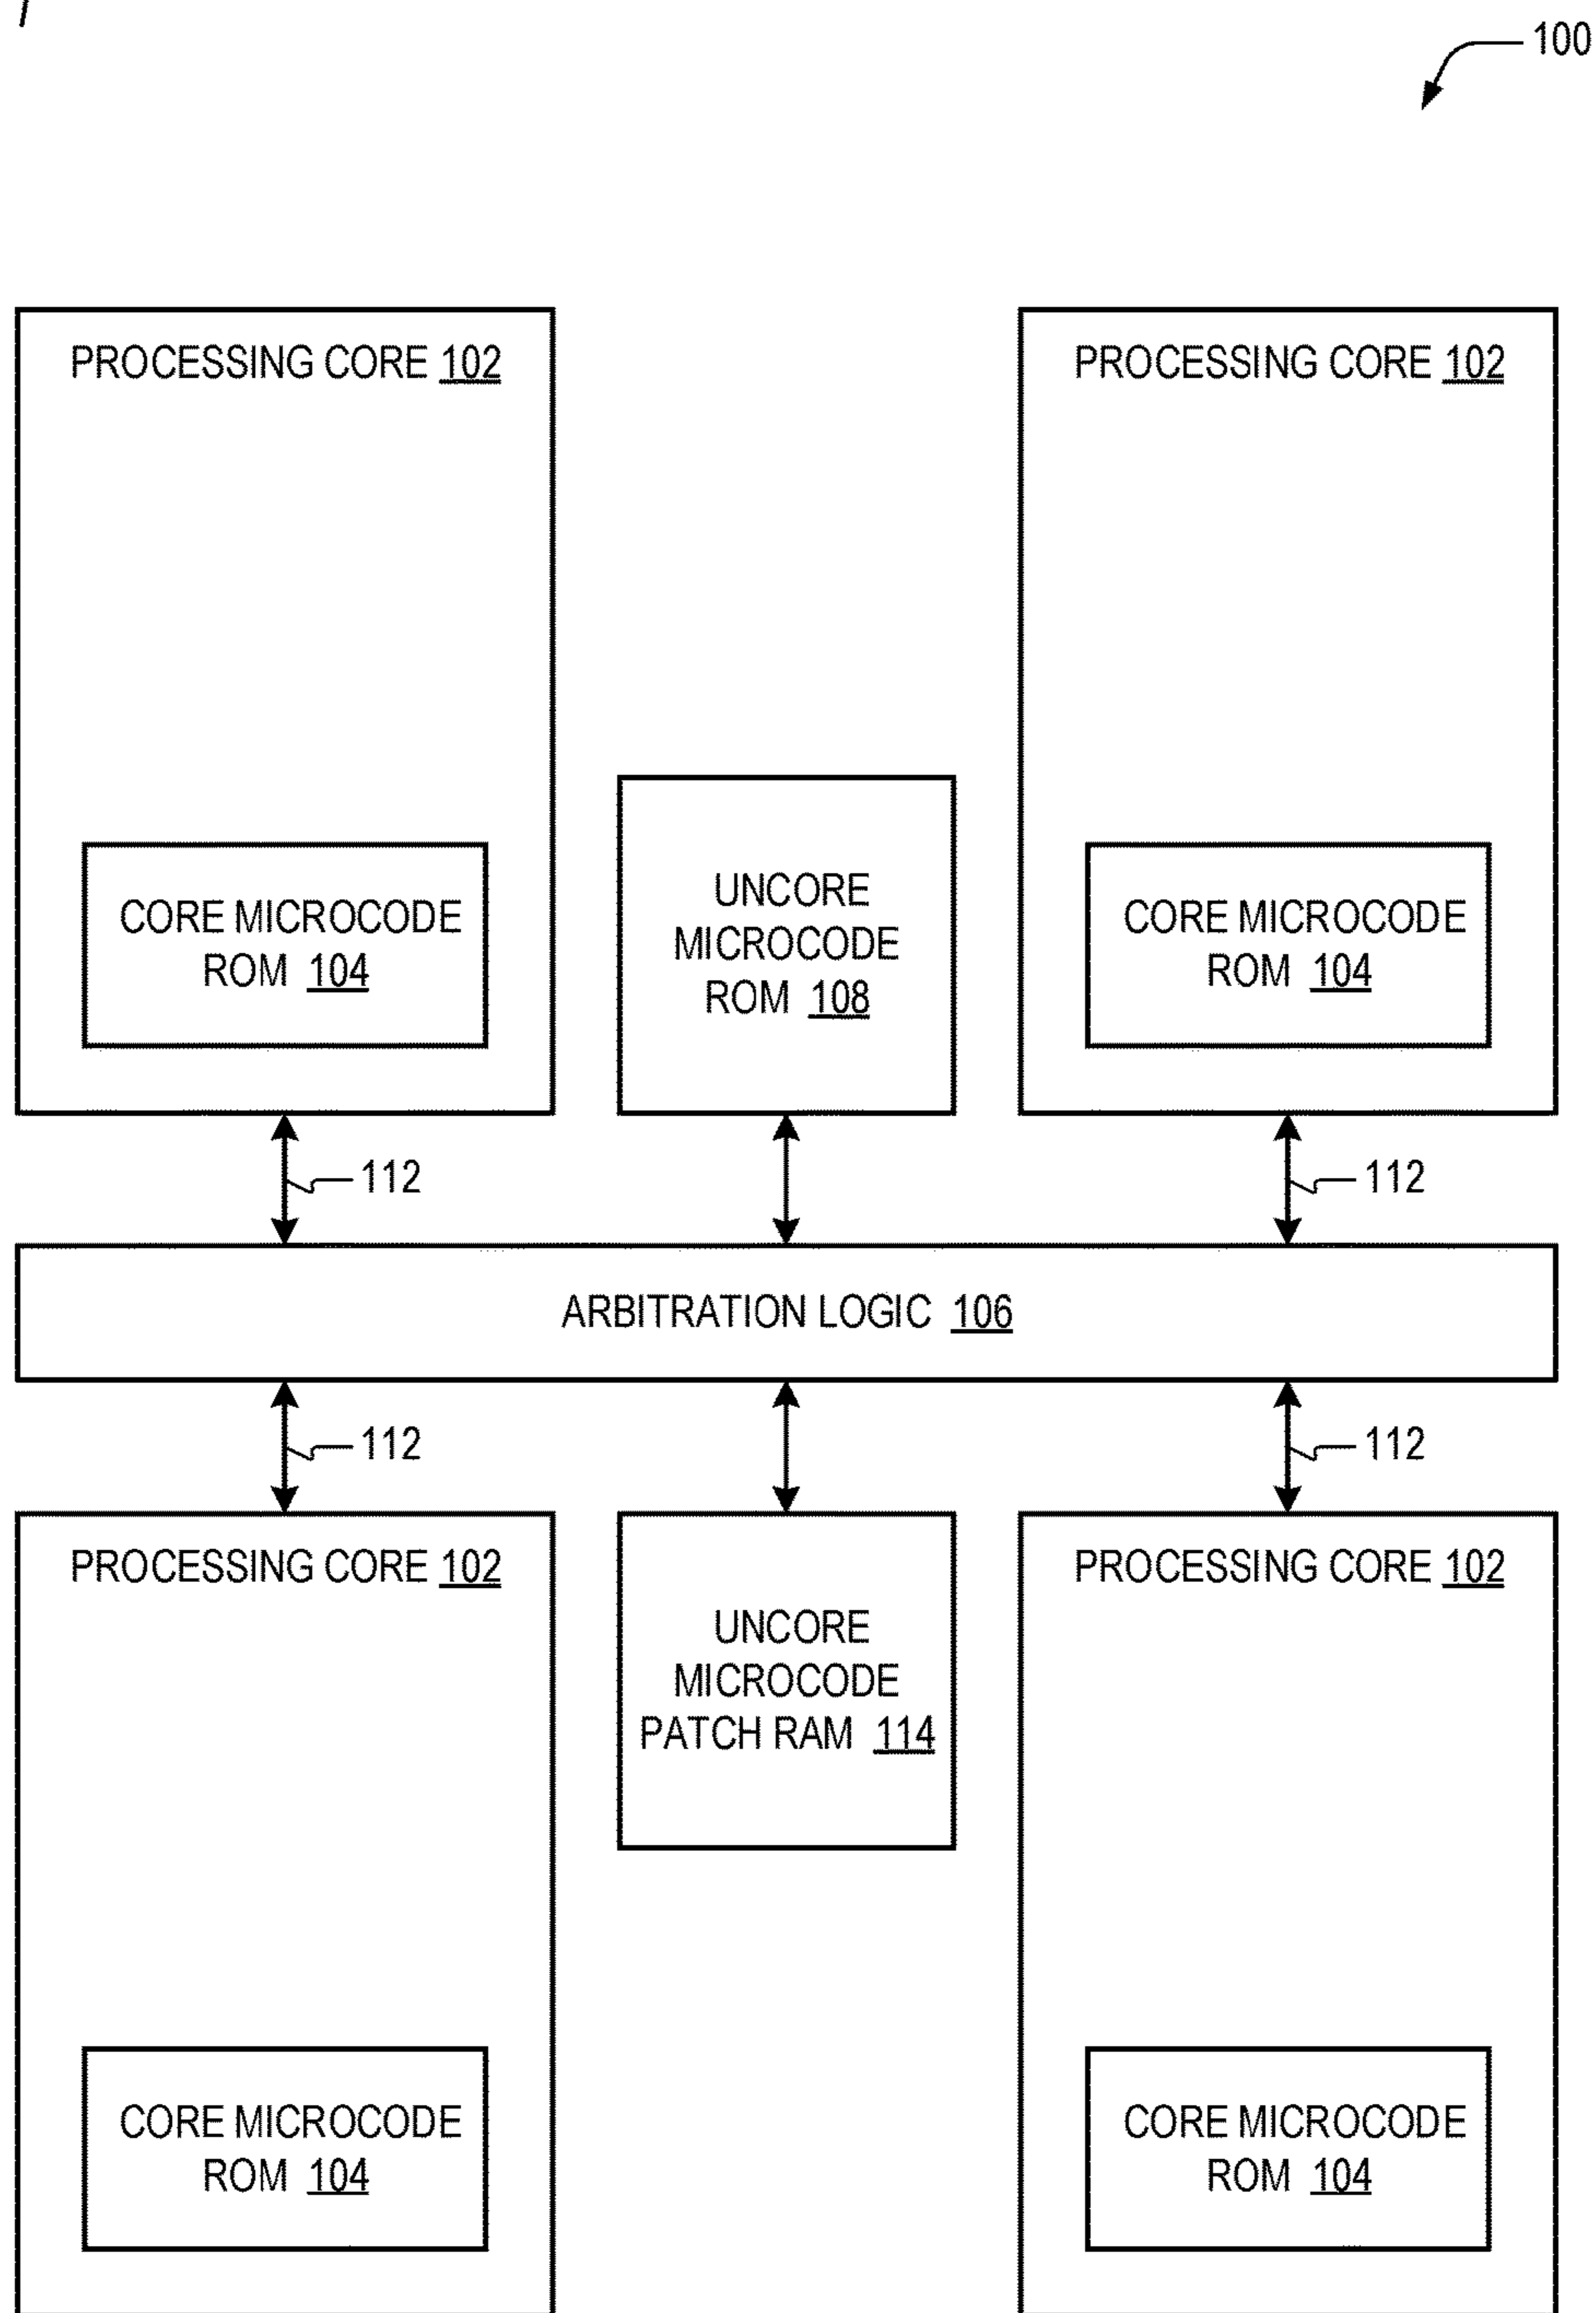 100
PROCESSING CORE 102
PROCESSING CORE 102
CORE MICROCODE
ROM 104
UNCORE
MICROCODE
ROM 108
CORE MICROCODE
ROM 104
112
112
ARBITRATION LOGIC 106
112
112
PROCESSING CORE 102
UNCORE
MICROCODE
PATCH RAM 114
PROCESSING CORE 102
CORE MICROCODE
ROM 104
CORE MICROCODE
ROM 104